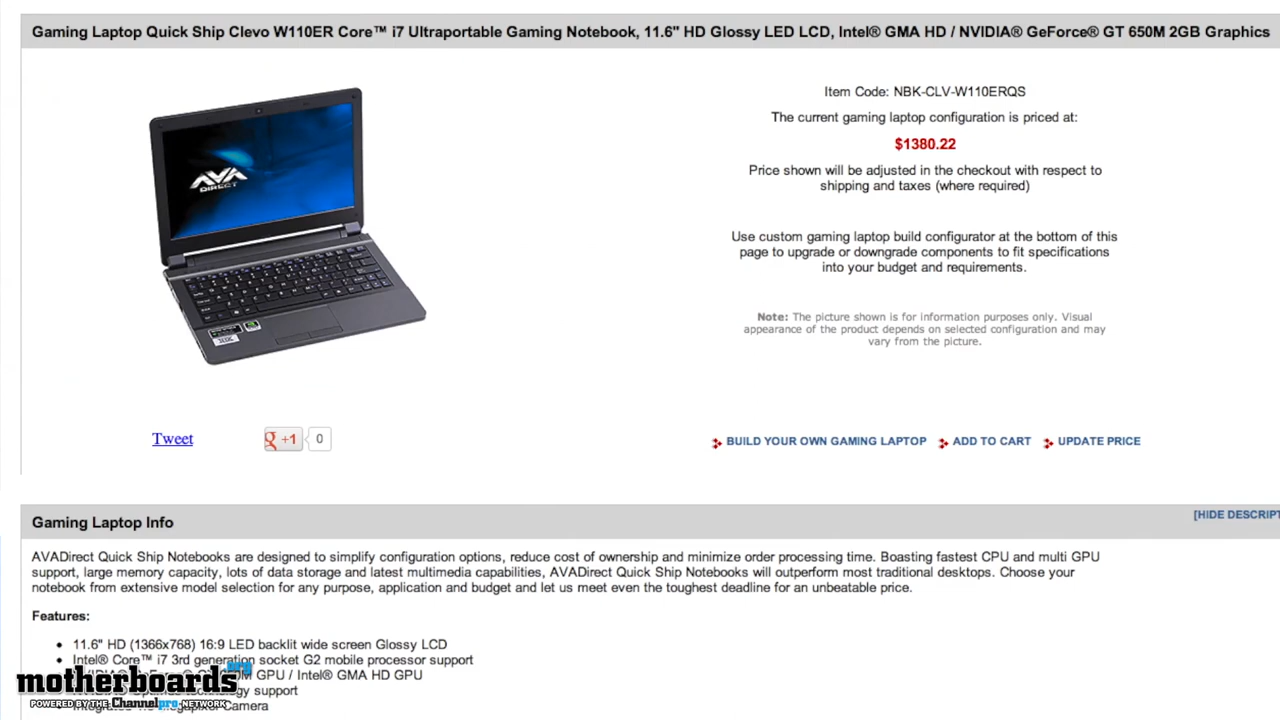 Gaming Laptop Quick Ship Clevo W110ER Core™ i7 Ultraportable Gaming Notebook, 11.6" HD Glossy LED LCD, Intel® GMA HD / NVIDIA® GeForce® GT 650M 2GB Graphics
Item Code: NBK-CLV-W110ERQS
The current gaming laptop configuration is priced at:
$1380.22
Price shown will be adjusted in the checkout with respect to
shipping and taxes (where required)
Use custom gaming laptop build configurator at the bottom of this
page to upgrade or downgrade components to fit specifications
into your budget and requirements.
Note: The picture shown is for information purposes only. Visual
appearance of the product depends on selected configuration and may
vary from the picture.
AVA
DIRECT
Tweet
g +1 0
BUILD YOUR OWN GAMING LAPTOP ADD TO CART UPDATE PRICE
Gaming Laptop Info
[HIDE DESCRIPT
AVADirect Quick Ship Notebooks are designed to simplify configuration options, reduce cost of ownership and minimize order processing time. Boasting fastest CPU and multi GPU
support, large memory capacity, lots of data storage and latest multimedia capabilities, AVADirect Quick Ship Notebooks will outperform most traditional desktops. Choose your
notebook from extensive model selection for any purpose, application and budget and let us meet even the toughest deadline for an unbeatable price.
Features:
11.6" HD (1366x768) 16:9 LED backlit wide screen Glossy LCD
Intel® Core™ i7 3rd generation socket G2 mobile processor support
GPU / Intel® GMA HD GPU
technology support
Camera
motherboards pro
POWERED BY THE ChannelPro NETWORK